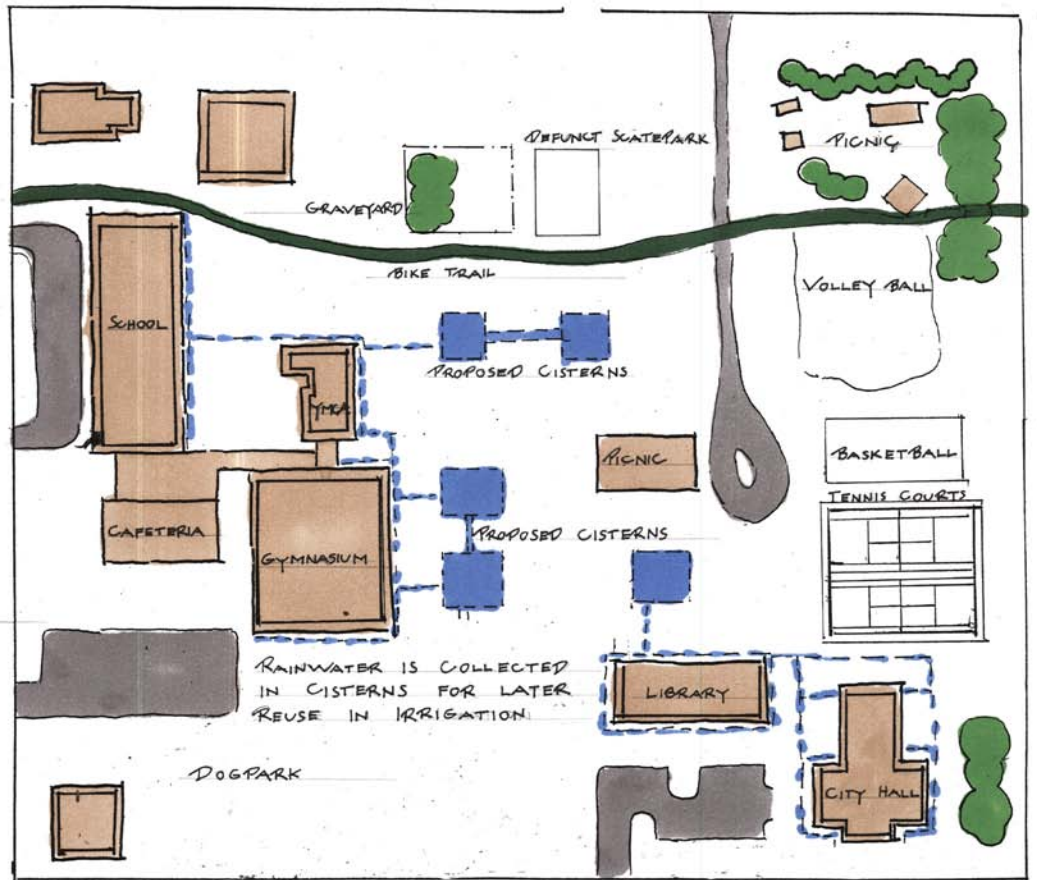 DEFUNCT SCATEPARK
PICNIC
GRAVEYARD
BIKE TRAIL
VOLLEY BALL
SCHOOL
PROPOSED CISTERNS
YMCA
PICNIC
BASKETBALL
TENNIS COURTS
CAFETERIA
GYMNASIUM
PROPOSED CISTERNS
RAINWATER IS COLLECTED
IN CISTERNS FOR LATER
REUSE IN IRRIGATION
LIBRARY
DOGPARK
CITY HALL